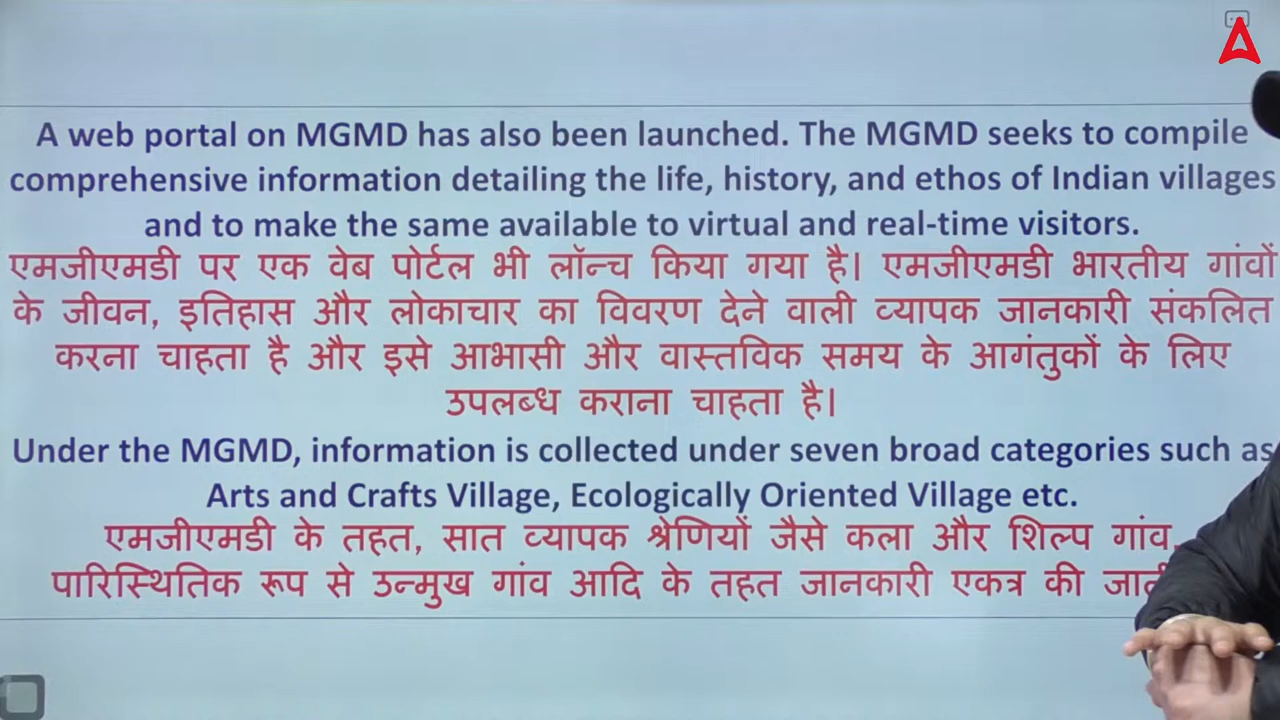 A web portal on MGMD has also been launched. The MGMD seeks to compile
comprehensive information detailing the life, history, and ethos of Indian villages
and to make the same available to virtual and real-time visitors.
एमजीएमडी पर एक वेब पोर्टल भी लॉन्च किया गया है। एमजीएमडी भारतीय गांवों
के जीवन, इतिहास और लोकाचार का विवरण देने वाली व्यापक जानकारी संकलित
करना चाहता है और इसे आभासी और वास्तविक समय के आगंतुकों के लिए
उपलब्ध कराना चाहता है।
Under the MGMD, information is collected under seven broad categories such as
Arts and Crafts Village, Ecologically Oriented Village etc.
एमजीएमडी के तहत, सात व्यापक श्रेणियों जैसे कला और शिल्प गांव,
पारिस्थितिक रूप से उन्मुख गांव आदि के तहत जानकारी एकत्र की